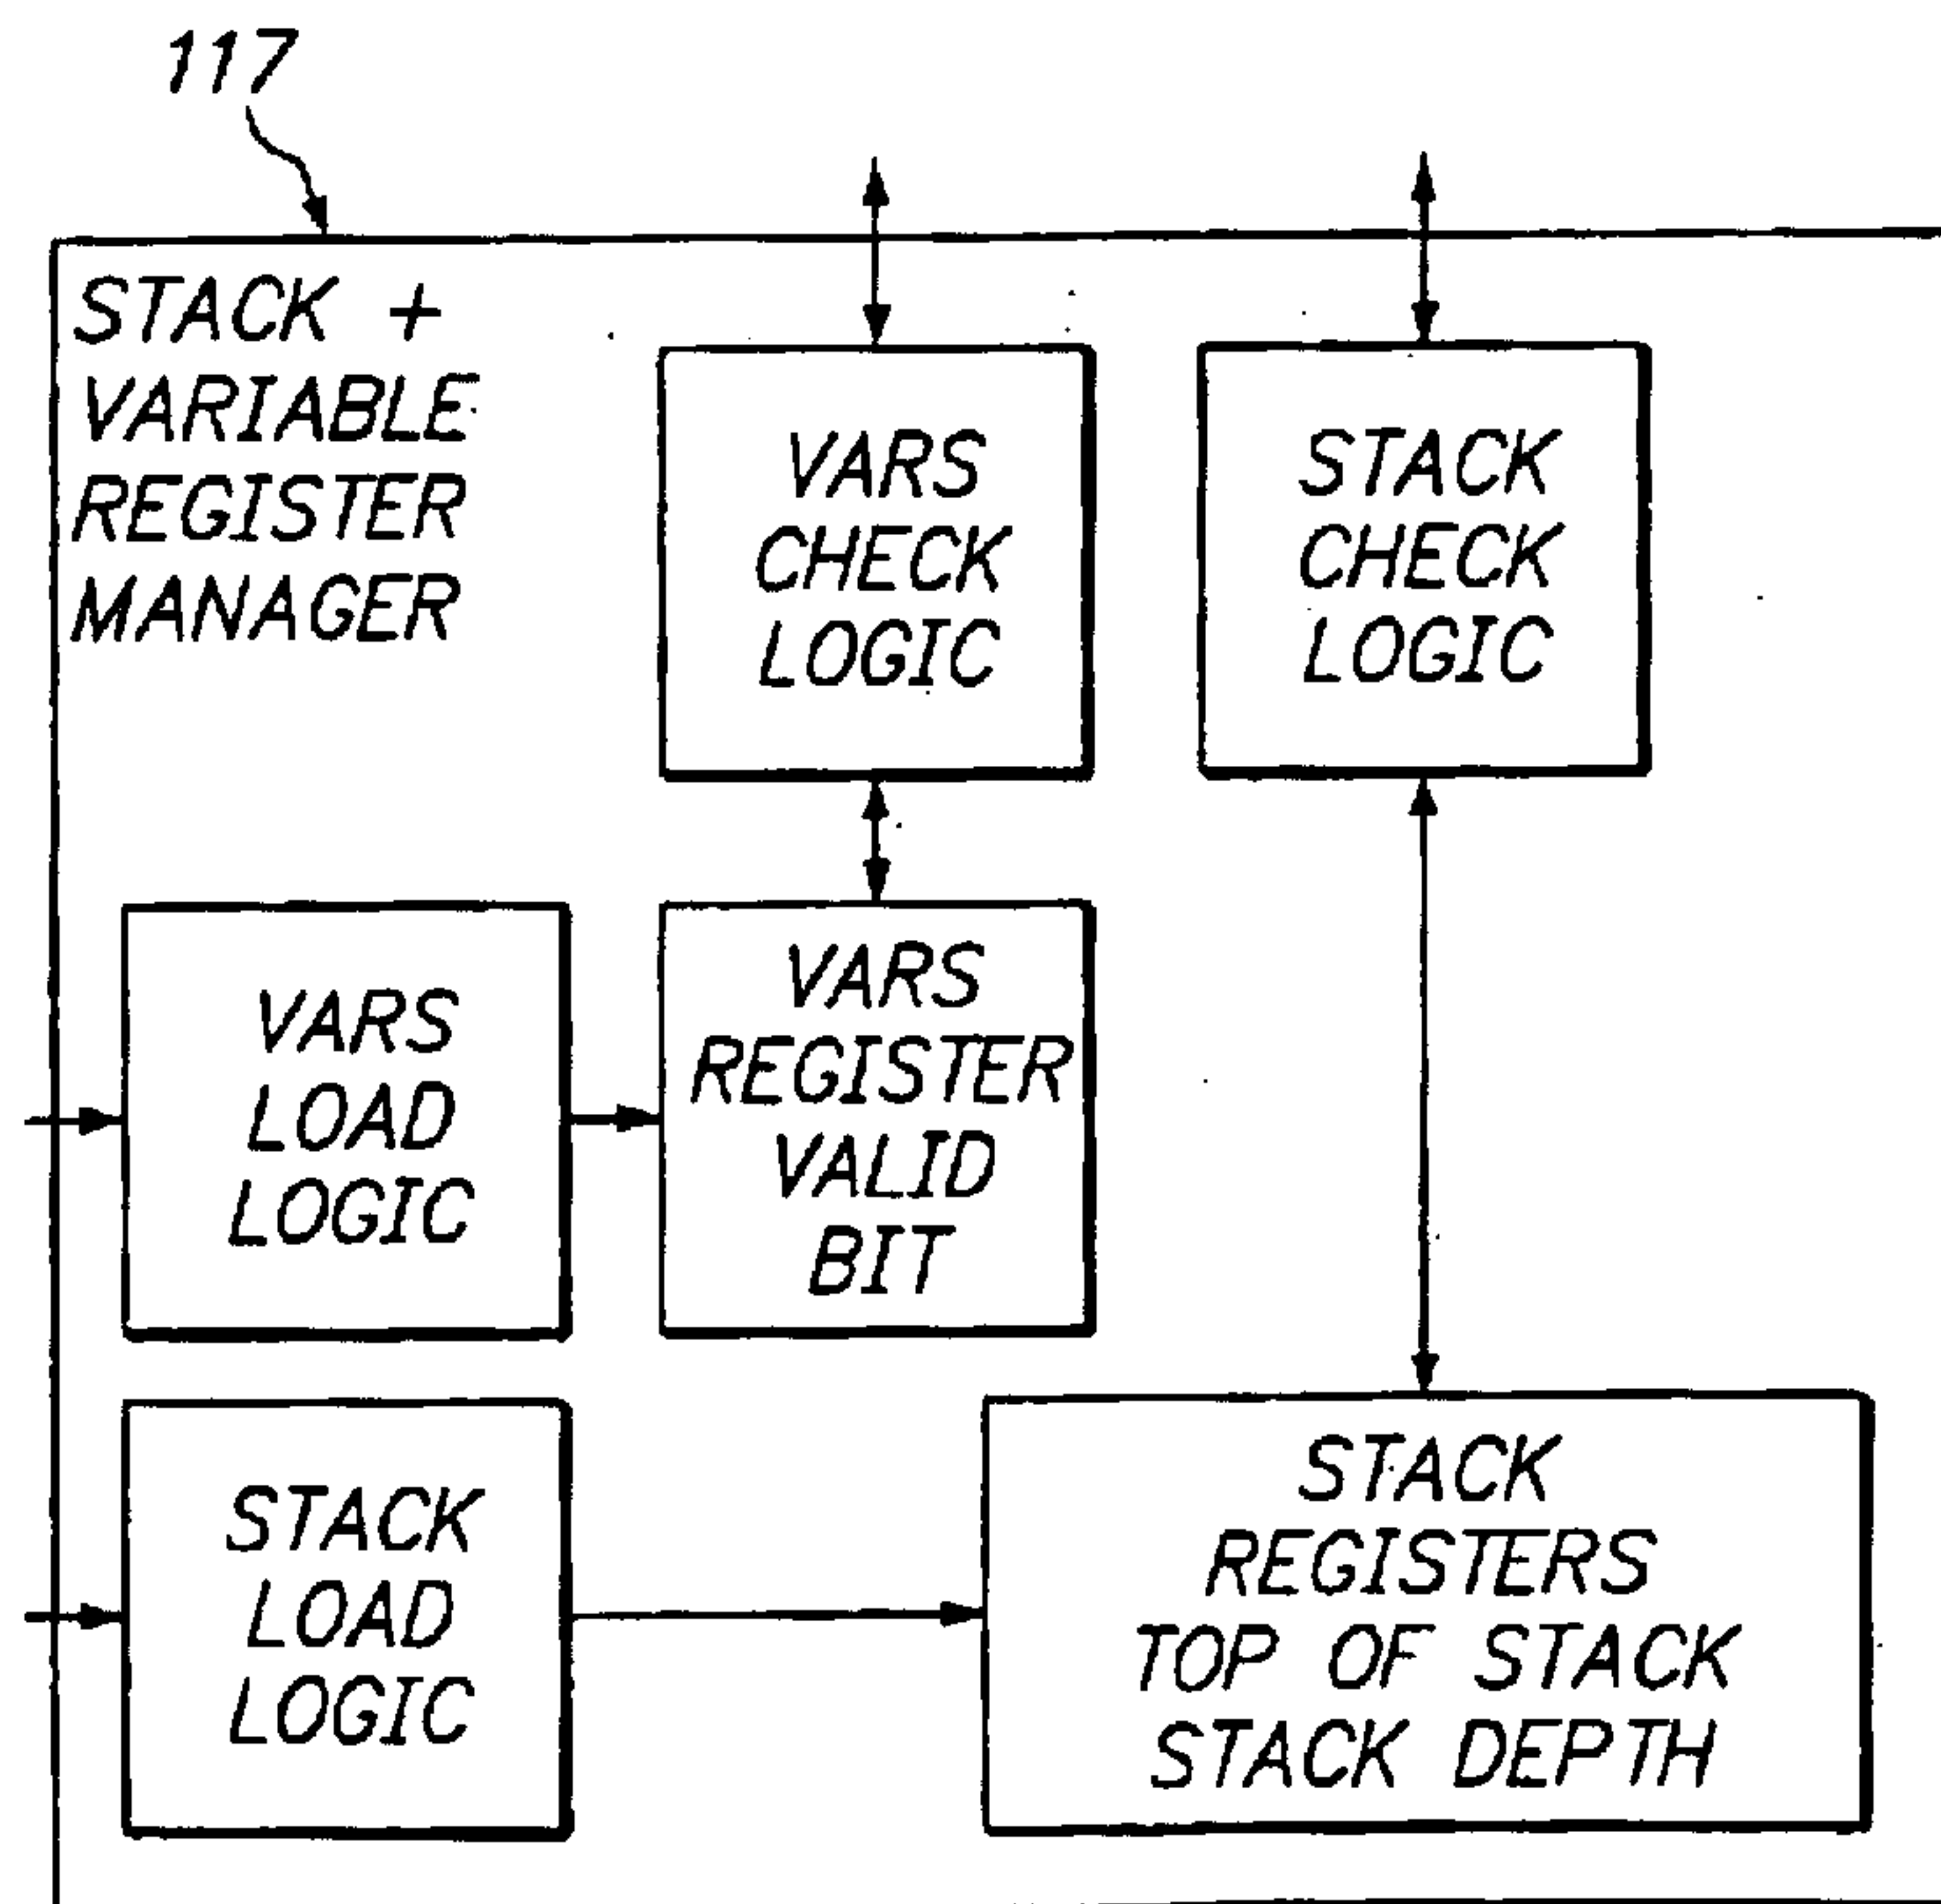 117
STACK +
VARIABLE
REGISTER
MANAGER
VARS
CHECK
LOGIC
STACK
CHECK
LOGIC
VARS
LOAD
LOGIC
VARS
REGISTER
VALID
BIT
STACK
LOAD
LOGIC
STACK
REGISTERS
TOP OF STACK
STACK DEPTH